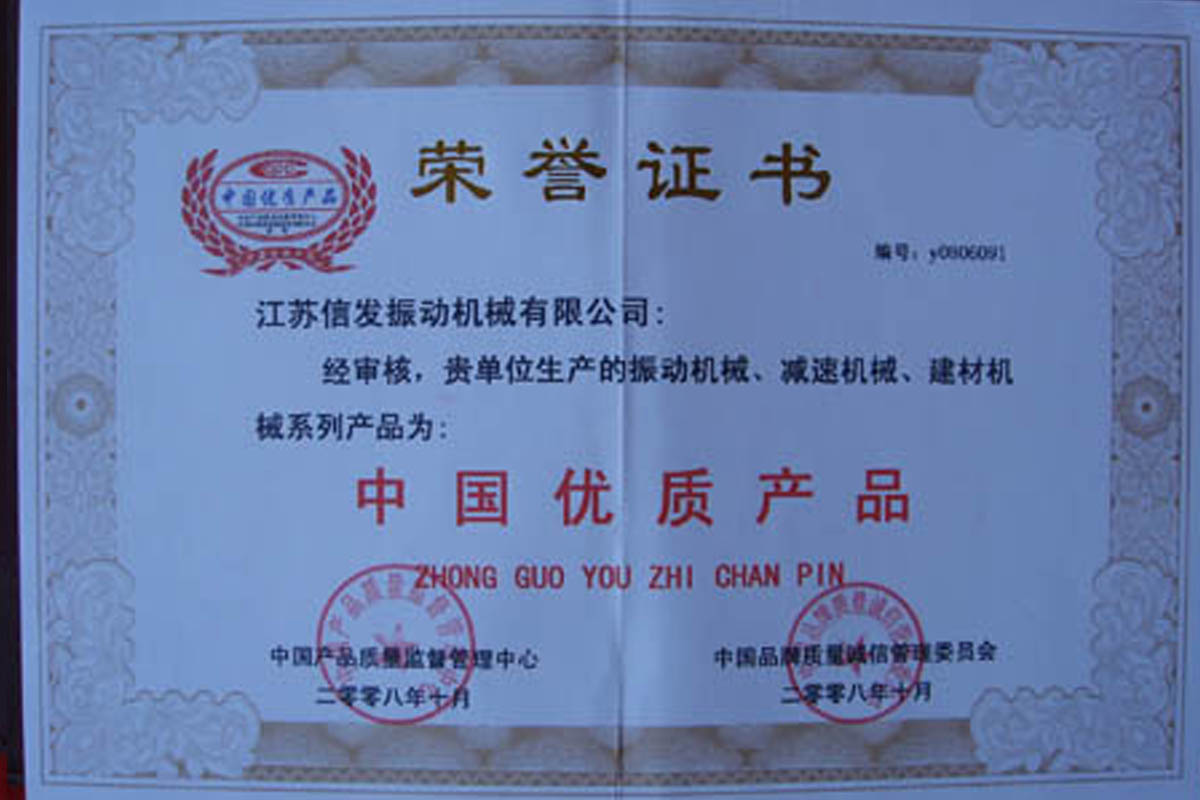 荣誉证书
中国优质产品
编号：y0806091
江苏信发振动机械有限公司：
经审核，贵单位生产的振动机械、减速机械、建材机
械系列产品为：
中国优质产品
ZHONG GUO YOU ZHI CHAN PIN
中国产品质量监督管理中心
二零零八年十月
中国品牌质量诚信管理委员会
二零零八年十月